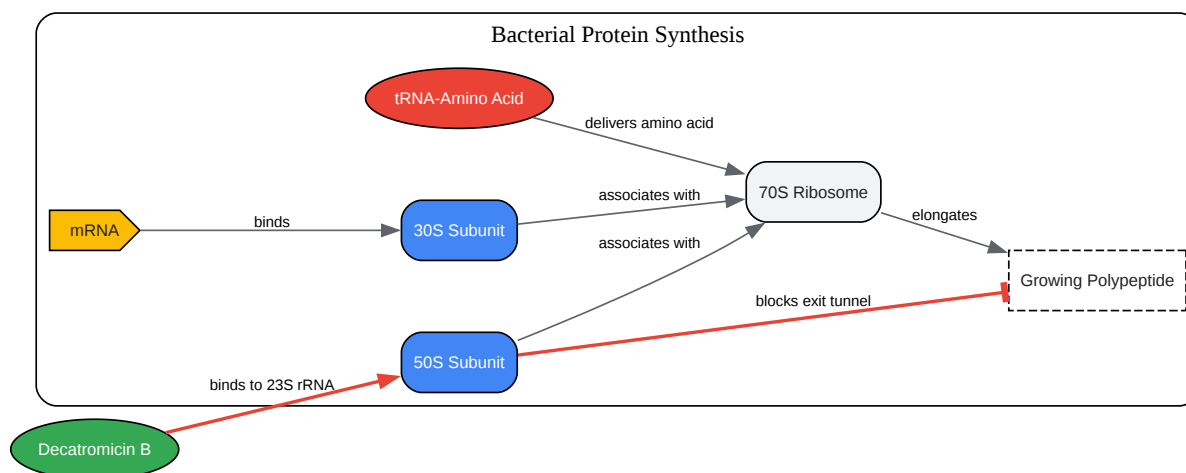 Bacterial Protein Synthesis
tRNA-Amino Acid
delivers amino acid
70S Ribosome
associates with
mRNA
binds
30S Subunit
elongates
associates with
Growing Polypeptide
blocks exit tunnel
50S Subunit
binds to 23S rRNA
Decatromicin B